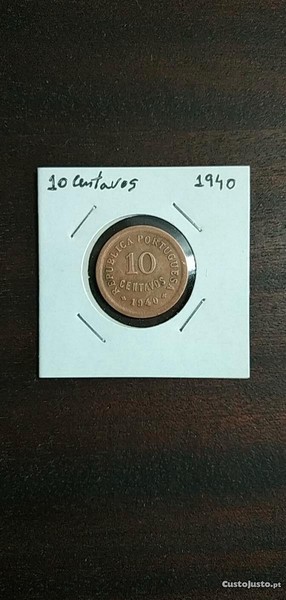 10 Centavos 1940
REPUBLICA PORTUGUESA
10
CENTAVOS
* 1940 *
CustoJusto.pt